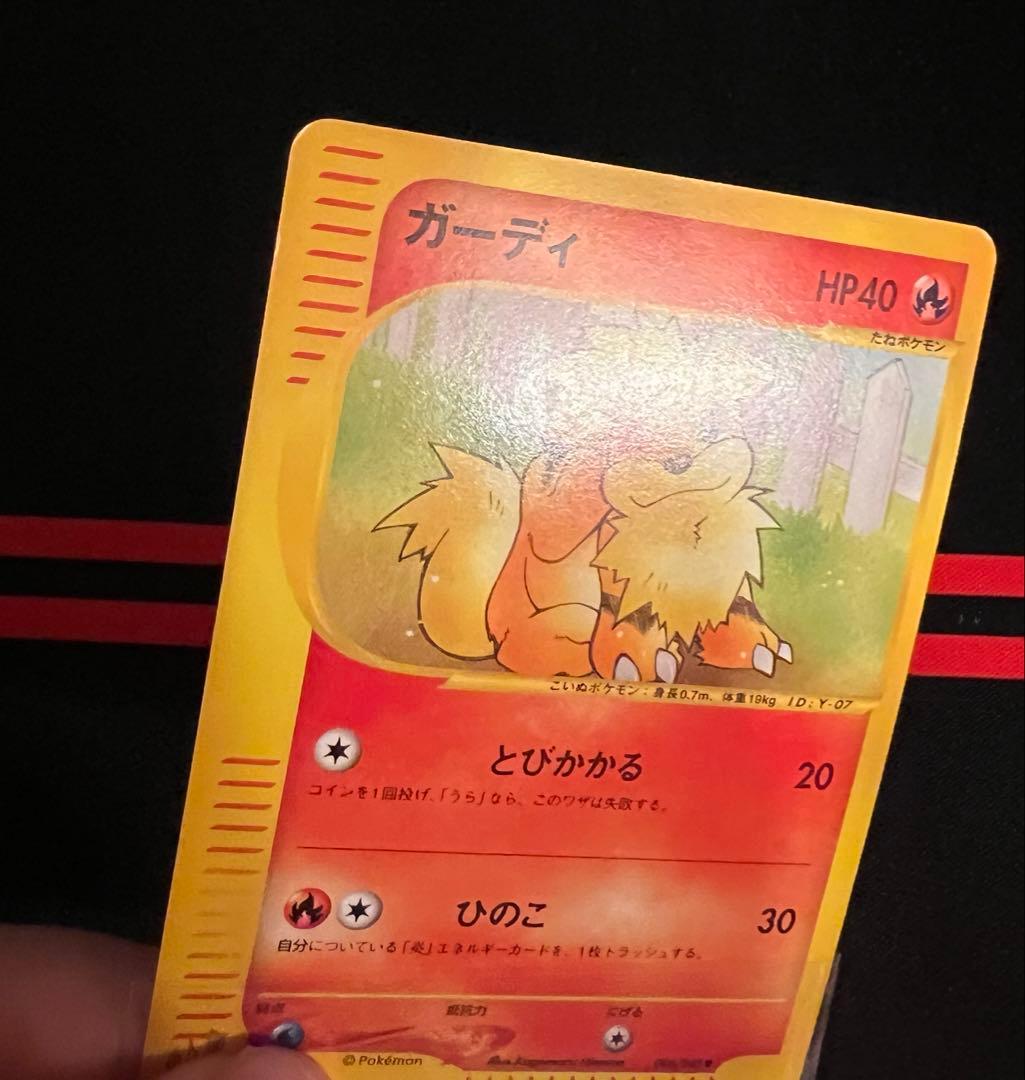 ガーディ
HP40
たねポケモン
こいぬポケモン：身長0.7m、体重19kg ID：Y-07
とびかかる 20
コインを1回投げ、「うら」なら、このワザは失敗する。
ひのこ 30
自分についている「炎」エネルギーカードを、1枚トラッシュする。
弱点 抵抗力 にげる
©Pokémon